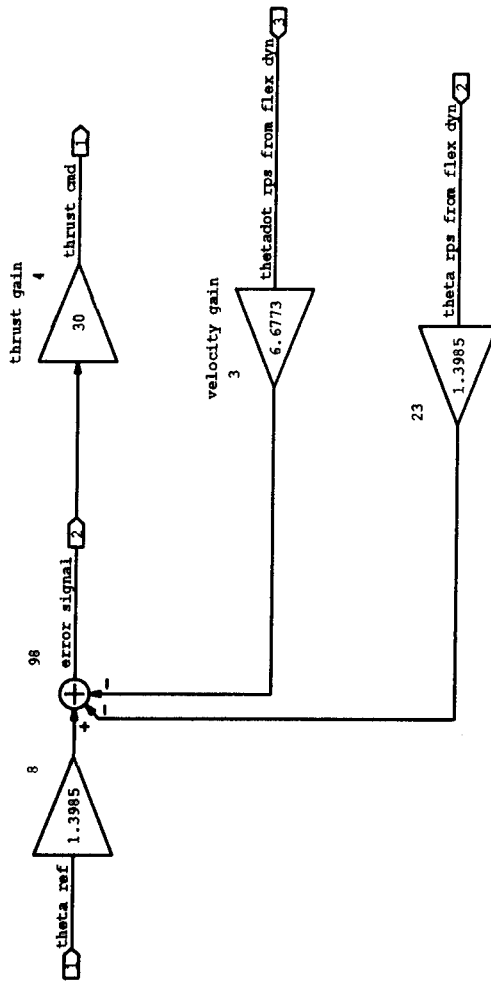 1
theta ref
8
1.3985
+
-
-
98
error signal
2
thrust gain
4
30
thrust cmd
1
velocity gain
3
6.6773
thetadot rps from flex dyn
3
23
1.3985
theta rps from flex dyn
2